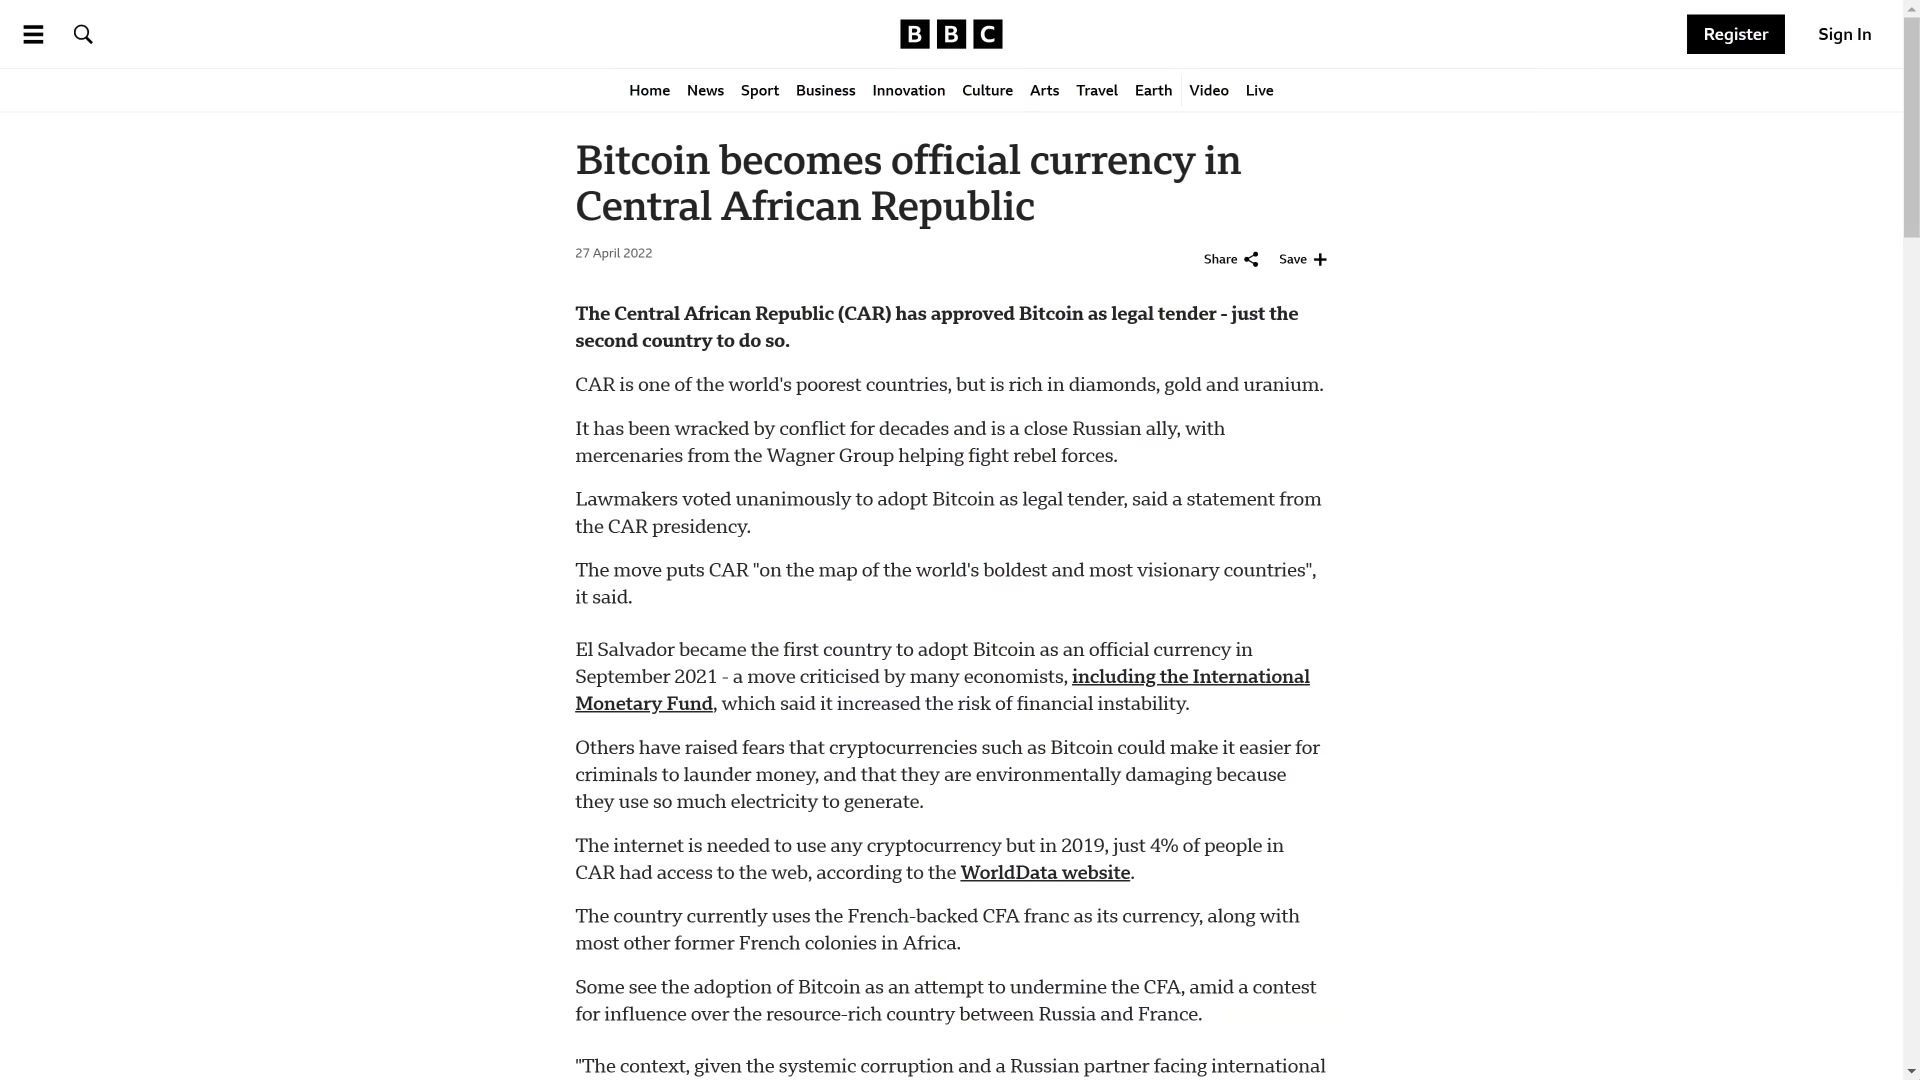 BBC
Register
Sign In
Home News Sport Business Innovation Culture Arts Travel Earth Video Live
Bitcoin becomes official currency in
Central African Republic
27 April 2022
Share
Save
The Central African Republic (CAR) has approved Bitcoin as legal tender - just the
second country to do so.
CAR is one of the world's poorest countries, but is rich in diamonds, gold and uranium.
It has been wracked by conflict for decades and is a close Russian ally, with
mercenaries from the Wagner Group helping fight rebel forces.
Lawmakers voted unanimously to adopt Bitcoin as legal tender, said a statement from
the CAR presidency.
The move puts CAR "on the map of the world's boldest and most visionary countries",
it said.
El Salvador became the first country to adopt Bitcoin as an official currency in
September 2021 - a move criticised by many economists, including the International
Monetary Fund, which said it increased the risk of financial instability.
Others have raised fears that cryptocurrencies such as Bitcoin could make it easier for
criminals to launder money, and that they are environmentally damaging because
they use so much electricity to generate.
The internet is needed to use any cryptocurrency but in 2019, just 4% of people in
CAR had access to the web, according to the WorldData website.
The country currently uses the French-backed CFA franc as its currency, along with
most other former French colonies in Africa.
Some see the adoption of Bitcoin as an attempt to undermine the CFA, amid a contest
for influence over the resource-rich country between Russia and France.
"The context, given the systemic corruption and a Russian partner facing international